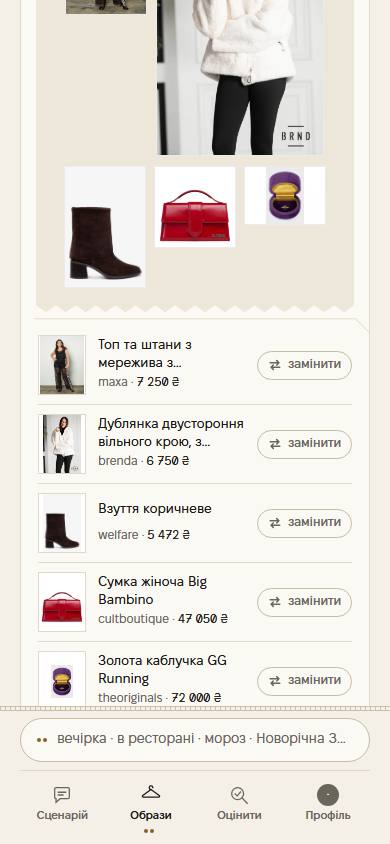 BRND
Топ та штани з
мережива з...
maxa · 7 250 ₴
замінити
Дублянка двустороння
вільного крою, з...
brenda · 6 750 ₴
замінити
Взуття коричневе
welfare · 5 472 ₴
замінити
Сумка жіноча Big
Bambino
cultboutique · 47 050 ₴
замінити
Золота каблучка GG
Running
theoriginals · 72 000 ₴
замінити
вечірка · в ресторані · мороз · Новорічна З...
Сценарій
Образи
Оцінити
Профіль